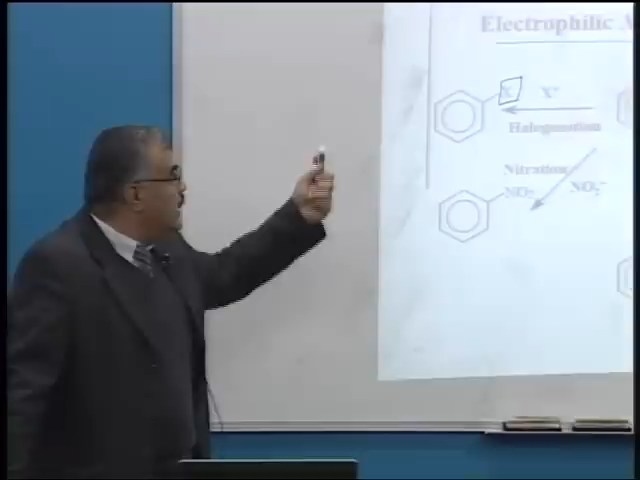 Electrophilic A
X
X⁺
Halogenation
Nitration
NO₂
NO₂⁺